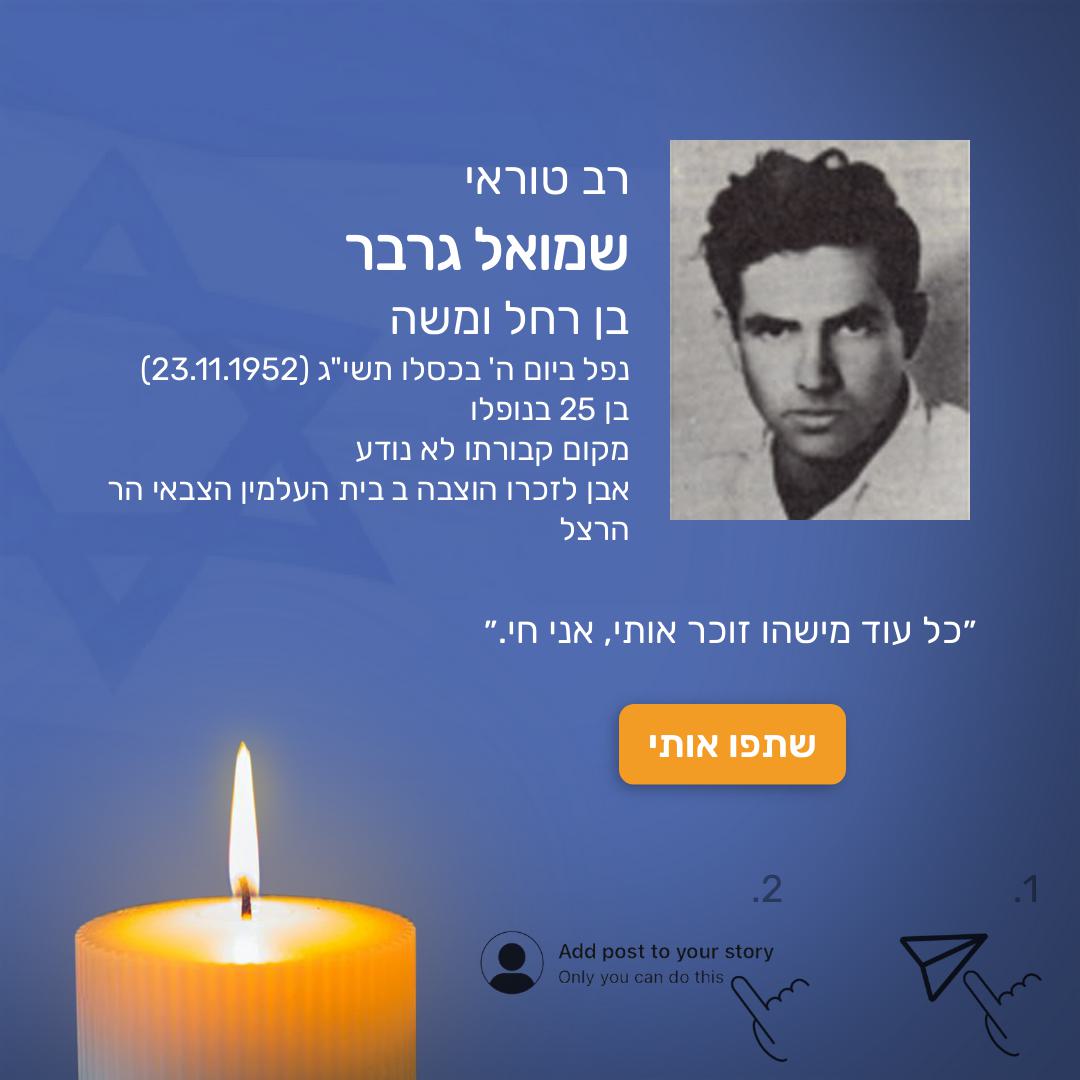 רב טוראי
שמואל גרבר
בן רחל ומשה
נפל ביום ה' בכסלו תשי"ג (23.11.1952)
בן 25 בנופלו
מקום קבורתו לא נודע
אבן לזכרו הוצבה ב בית העלמין הצבאי הר
הרצל
״כל עוד מישהו זוכר אותי, אני חי.״
שתפו אותי
.1
.2
Add post to your story
Only you can do this